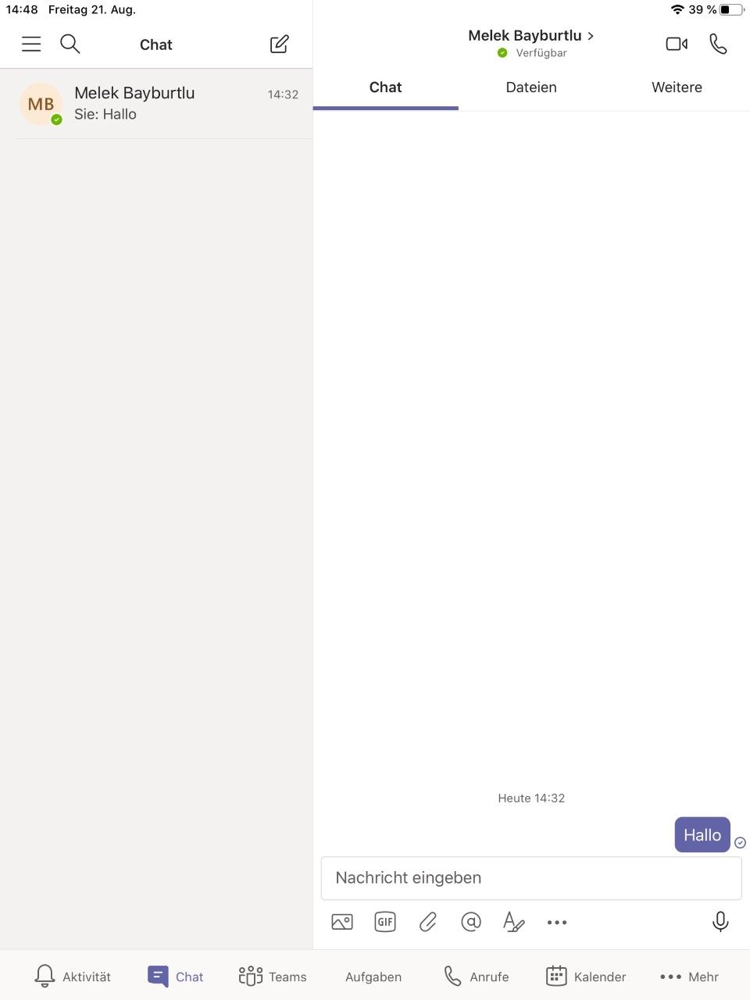 14:48 Freitag 21. Aug.
39 %
Chat
MB
Melek Bayburtlu
14:32
Sie: Hallo
Melek Bayburtlu
Verfügbar
Chat
Dateien
Weitere
Heute 14:32
Hallo
Nachricht eingeben
GIF
Aktivität
Chat
Teams
Aufgaben
Anrufe
Kalender
Mehr